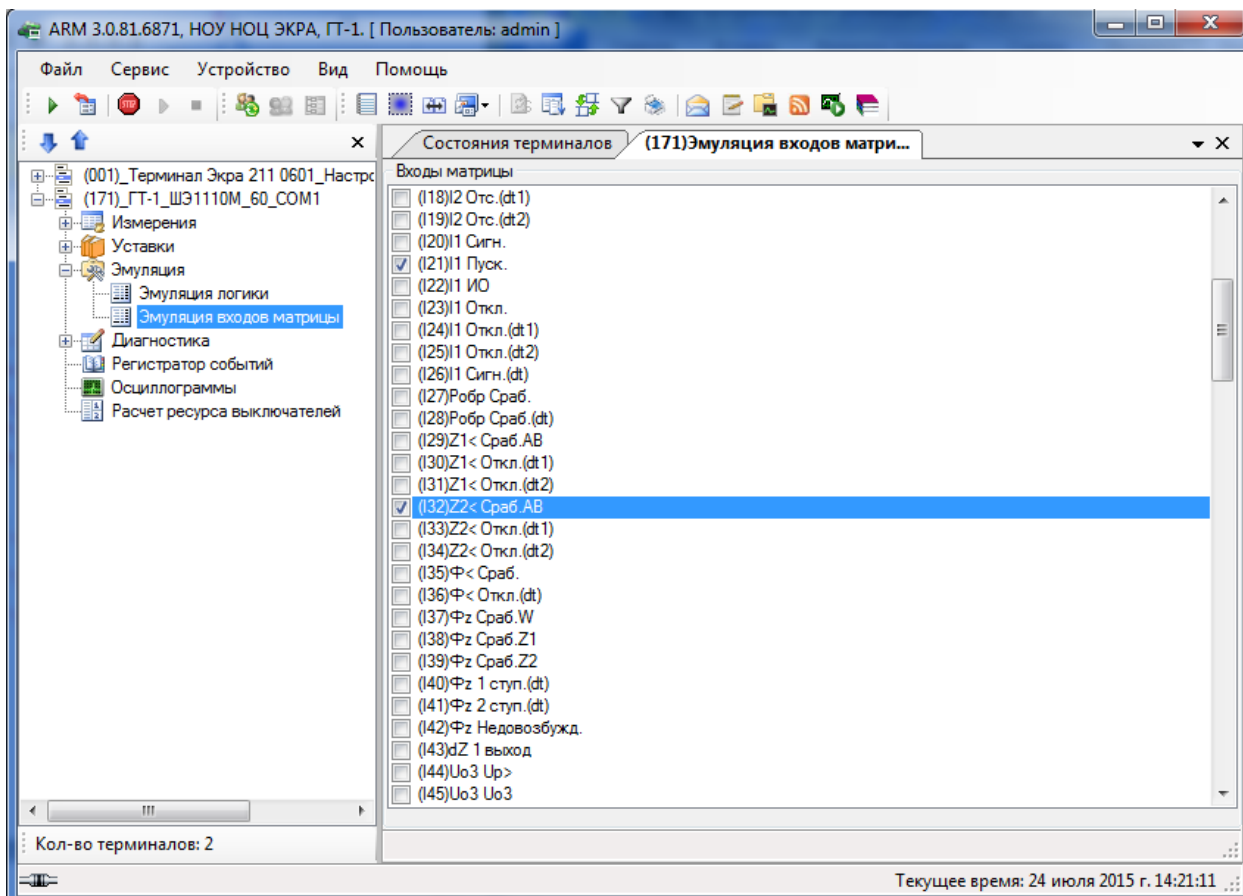 ARM 3.0.81.6871, НОУ НОЦ ЭКРА, ГТ-1. [ Пользователь: admin ]
Файл Сервис Устройство Вид Помощь
STOP
Состояния терминалов (171)Эмуляция входов матри...
(001)_Терминал Экра 211 0601_Настрс
(171)_ГТ-1_ШЭ1110М_60_COM1
Измерения
Уставки
Эмуляция
Эмуляция логики
Эмуляция входов матрицы
Диагностика
Регистратор событий
Осциллограммы
Расчет ресурса выключателей
Кол-во терминалов: 2
Входы матрицы
(I18)I2 Отс.(dt1)
(I19)I2 Отс.(dt2)
(I20)I1 Сигн.
(I21)I1 Пуск.
(I22)I1 ИО
(I23)I1 Откл.
(I24)I1 Откл.(dt1)
(I25)I1 Откл.(dt2)
(I26)I1 Сигн.(dt)
(I27)Робр Сраб.
(I28)Робр Сраб.(dt)
(I29)Z1< Сраб.АВ
(I30)Z1< Откл.(dt1)
(I31)Z1< Откл.(dt2)
(I32)Z2< Сраб.АВ
(I33)Z2< Откл.(dt1)
(I34)Z2< Откл.(dt2)
(I35)Ф< Сраб.
(I36)Ф< Откл.(dt)
(I37)Фz Сраб.W
(I38)Фz Сраб.Z1
(I39)Фz Сраб.Z2
(I40)Фz 1 ступ.(dt)
(I41)Фz 2 ступ.(dt)
(I42)Фz Недовозбужд.
(I43)dZ 1 выход
(I44)Uo3 Up>
(I45)Uo3 Uo3
Текущее время: 24 июля 2015 г. 14:21:11